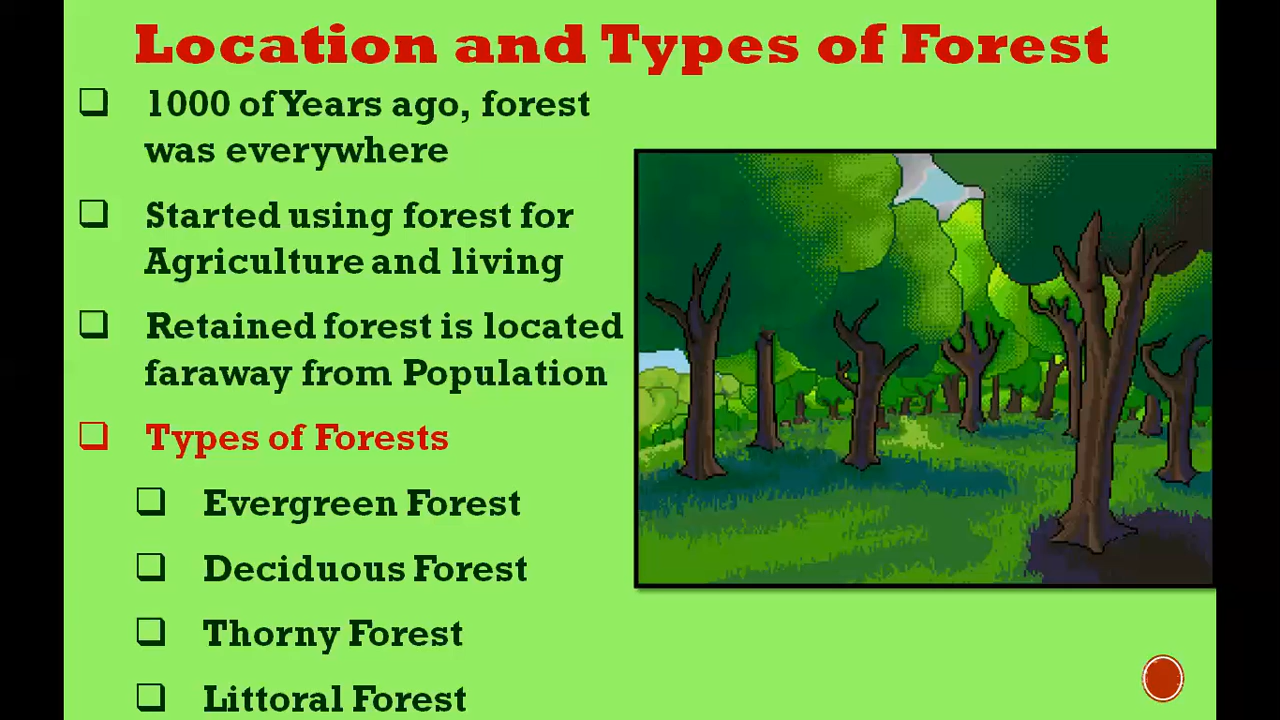 Location and Types of Forest
1000 of Years ago, forest
was everywhere
Started using forest for
Agriculture and living
Retained forest is located
faraway from Population
Types of Forests
Evergreen Forest
Deciduous Forest
Thorny Forest
Littoral Forest